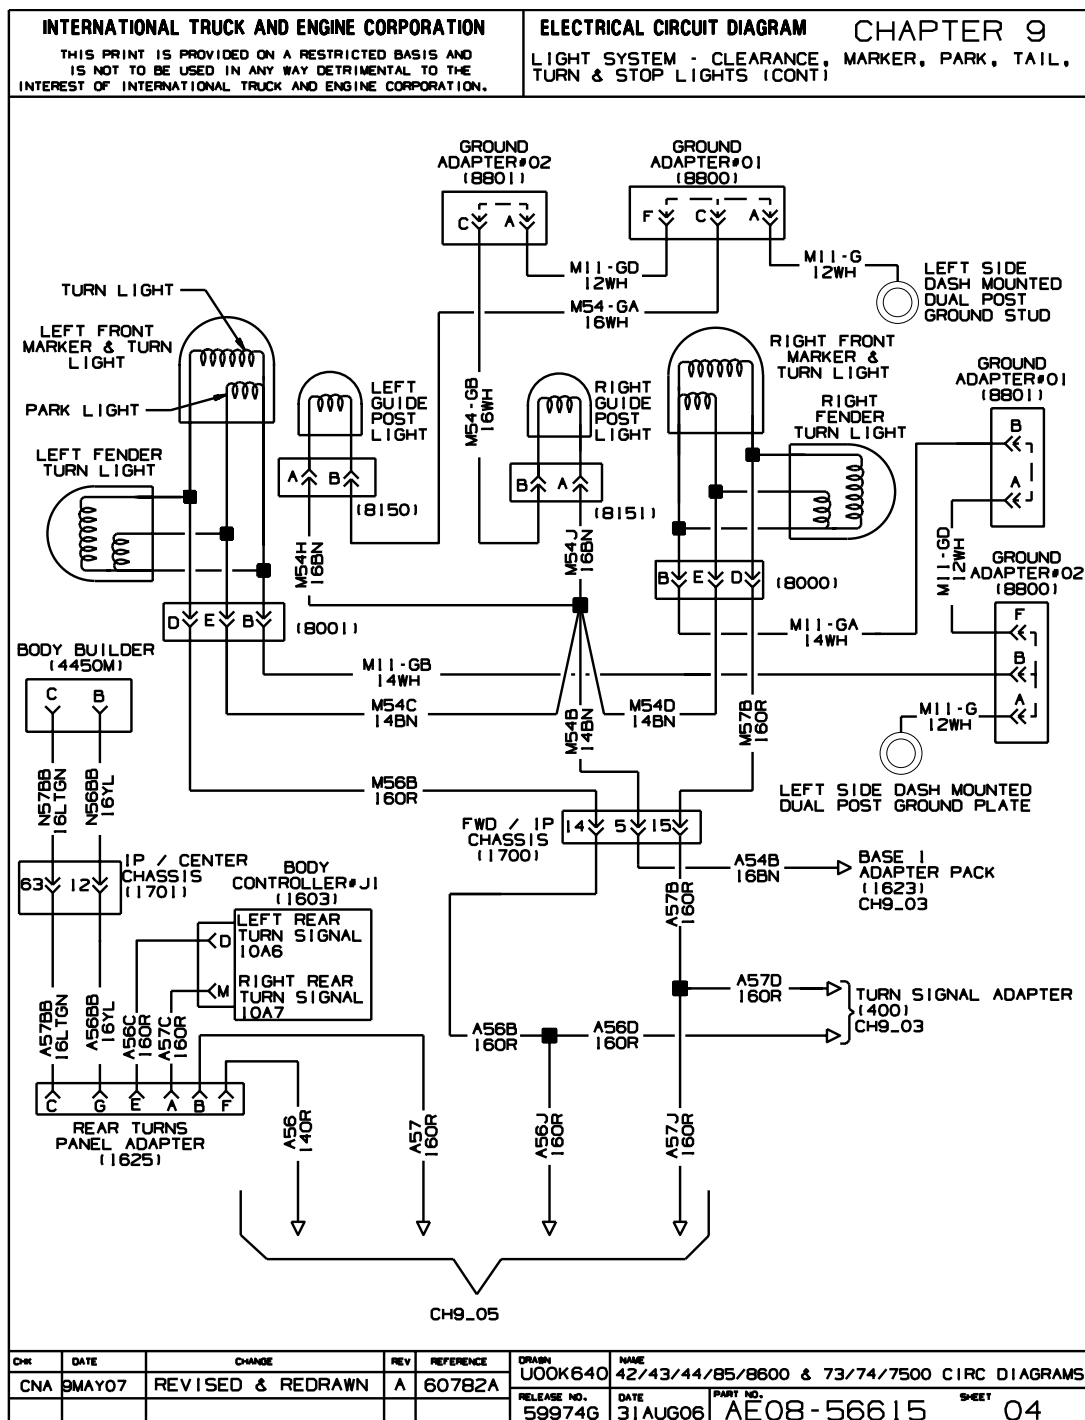 INTERNATIONAL TRUCK AND ENGINE CORPORATION
THIS PRINT IS PROVIDED ON A RESTRICTED BASIS AND
IS NOT TO BE USED IN ANY WAY DETRIMENTAL TO THE
INTEREST OF INTERNATIONAL TRUCK AND ENGINE CORPORATION.
ELECTRICAL CIRCUIT DIAGRAM
CHAPTER 9
LIGHT SYSTEM - CLEARANCE, MARKER, PARK, TAIL,
TURN & STOP LIGHTS (CONT)
GROUND
ADAPTER#02
(8801)
C A
GROUND
ADAPTER#01
(8800)
F C A
M11-GD
12WH
M11-G
12WH
M54-GA
16WH
LEFT SIDE
DASH MOUNTED
DUAL POST
GROUND STUD
TURN LIGHT
LEFT FRONT
MARKER & TURN
LIGHT
PARK LIGHT
LEFT FENDER
TURN LIGHT
LEFT
GUIDE
POST
LIGHT
A B
(8150)
M54-GB
16WH
RIGHT
GUIDE
POST
LIGHT
B A
(8151)
RIGHT FRONT
MARKER &
TURN LIGHT
RIGHT
FENDER
TURN LIGHT
GROUND
ADAPTER#01
(8801)
B
A
M11-GD
12WH
GROUND
ADAPTER#02
(8800)
F
B
A
M54H
16BN
M54J
16BN
B E D
(8000)
D E B
(8001)
M11-GA
14WH
M11-GB
14WH
M54C
14BN
M54B
14BN
M54D
14BN
M57B
16OR
M11-G
12WH
LEFT SIDE DASH MOUNTED
DUAL POST GROUND PLATE
BODY BUILDER
(4450M)
C B
N57BB
16LTGN
N56BB
16YL
M56B
16OR
FWD / IP
CHASSIS
(1700)
14 5 15
IP / CENTER
CHASSIS
(1701)
63 12
BODY
CONTROLLER#J1
(1603)
LEFT REAR
TURN SIGNAL
10A6
D
RIGHT REAR
TURN SIGNAL
10A7
M
A54B
16BN
BASE 1
ADAPTER PACK
(1623)
CH9_03
A57B
16OR
A57D
16OR
TURN SIGNAL ADAPTER
(400)
CH9_03
A56B
16OR
A56D
16OR
A57BB
16LTGN
A56BB
16YL
A56C
16OR
A57C
16OR
C G E A B F
REAR TURNS
PANEL ADAPTER
(1625)
A56
14OR
A57
16OR
A56J
16OR
A57J
16OR
CH9_05
CHK DATE CHANGE REV REFERENCE
CNA 9MAY07 REVISED & REDRAWN A 60782A
DRAWN
U00K640
NAME
42/43/44/85/8600 & 73/74/7500 CIRC DIAGRAMS
RELEASE NO.
59974G
DATE
31AUG06
PART NO.
AE08-56615
SHEET
04